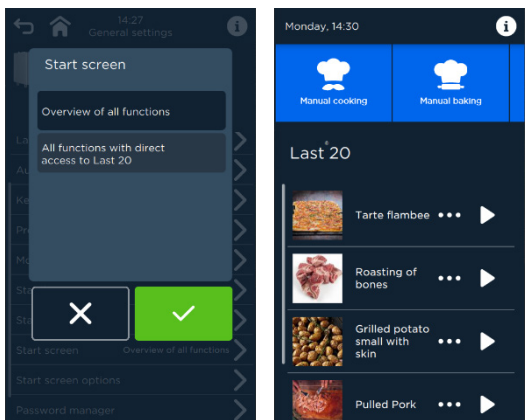 14:27
General settings
Start screen
Overview of all functions
All functions with direct
access to Last 20
Start screen
Overview of all functions
Start screen options
Password manager
Monday, 14:30
Manual cooking
Manual baking
Last 20
Tarte flambee
Roasting of
bones
Grilled potato
small with
skin
Pulled Pork